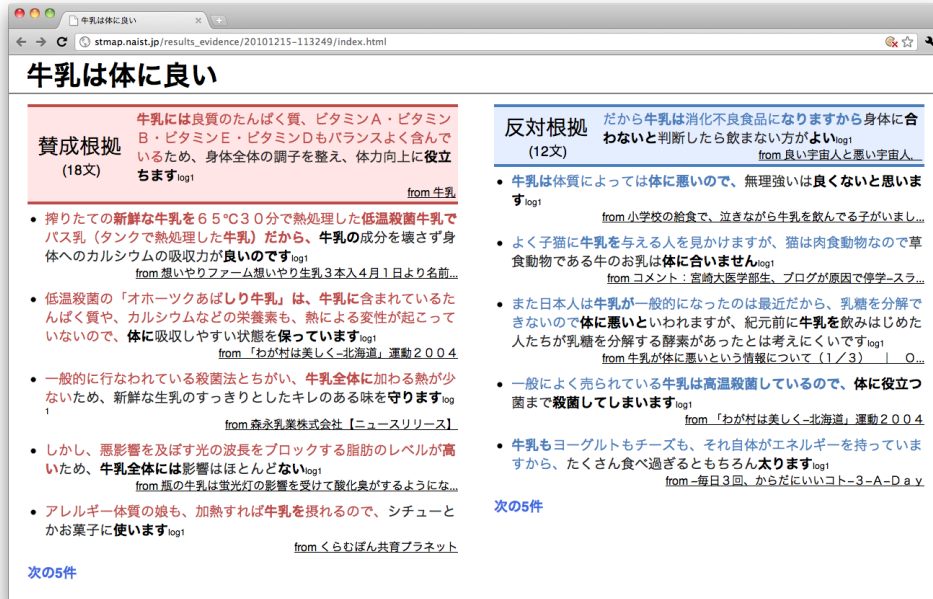 牛乳は体に良い
stmap.naist.jp/results_evidence/20101215-113249/index.html
牛乳は体に良い
賛成根拠
(18文)
牛乳には良質のたんぱく質、ビタミンＡ・ビタミン
Ｂ・ビタミンＥ・ビタミンＤもバランスよく含んで
いるため、身体全体の調子を整え、体力向上に役立
ちますlog1
from 牛乳
• 搾りたての新鮮な牛乳を６５℃３０分で熱処理した低温殺菌牛乳で
パス乳（タンクで熱処理した牛乳）だから、牛乳の成分を壊さず身
体へのカルシウムの吸収力が良いのですlog1
from 想いやりファーム想いやり生乳３本入４月１日より名前...
• 低温殺菌の「オホーツクあばしり牛乳」は、牛乳に含まれているた
んぱく質や、カルシウムなどの栄養素も、熱による変性が起こって
いないので、体に吸収しやすい状態を保っていますlog1
from 「わが村は美しく–北海道」運動２００４
• 一般的に行なわれている殺菌法とちがい、牛乳全体に加わる熱が少
ないため、新鮮な生乳のすっきりとしたキレのある味を守りますlog
1
from 森永乳業株式会社【ニュースリリース】
• しかし、悪影響を及ぼす光の波長をブロックする脂肪のレベルが高
いため、牛乳全体には影響はほとんどないlog1
from 瓶の牛乳は蛍光灯の影響を受けて酸化臭がするようにな...
• アレルギー体質の娘も、加熱すれば牛乳を摂れるので、シチューと
かお菓子に使いますlog1
from くらむぽん共育プラネット
次の5件
反対根拠
(12文)
だから牛乳は消化不良食品になりますから身体に合
わないと判断したら飲まない方がよいlog1
from 良い宇宙人と悪い宇宙人．
• 牛乳は体質によっては体に悪いので、無理強いは良くないと思いま
すlog1
from 小学校の給食で、泣きながら牛乳を飲んでる子がいまし...
• よく子猫に牛乳を与える人を見かけますが、猫は肉食動物なので草
食動物である牛のお乳は体に合いませんlog1
from コメント：宮崎大医学部生、ブログが原因で停学–スラ...
• また日本人は牛乳が一般的になったのは最近だから、乳糖を分解で
きないので体に悪いといわれますが、紀元前に牛乳を飲みはじめた
人たちが乳糖を分解する酵素があったとは考えにくいですlog1
from 牛乳が体に悪いという情報について（１／３） | Ｏ...
• 一般によく売られている牛乳は高温殺菌しているので、体に役立つ
菌まで殺菌してしまいますlog1
from 「わが村は美しく–北海道」運動２００４
• 牛乳もヨーグルトもチーズも、それ自体がエネルギーを持っていま
すから、たくさん食べ過ぎるともちろん太りますlog1
from –毎日３回、からだにいいコト–３–Ａ–Ｄａｙ
次の5件